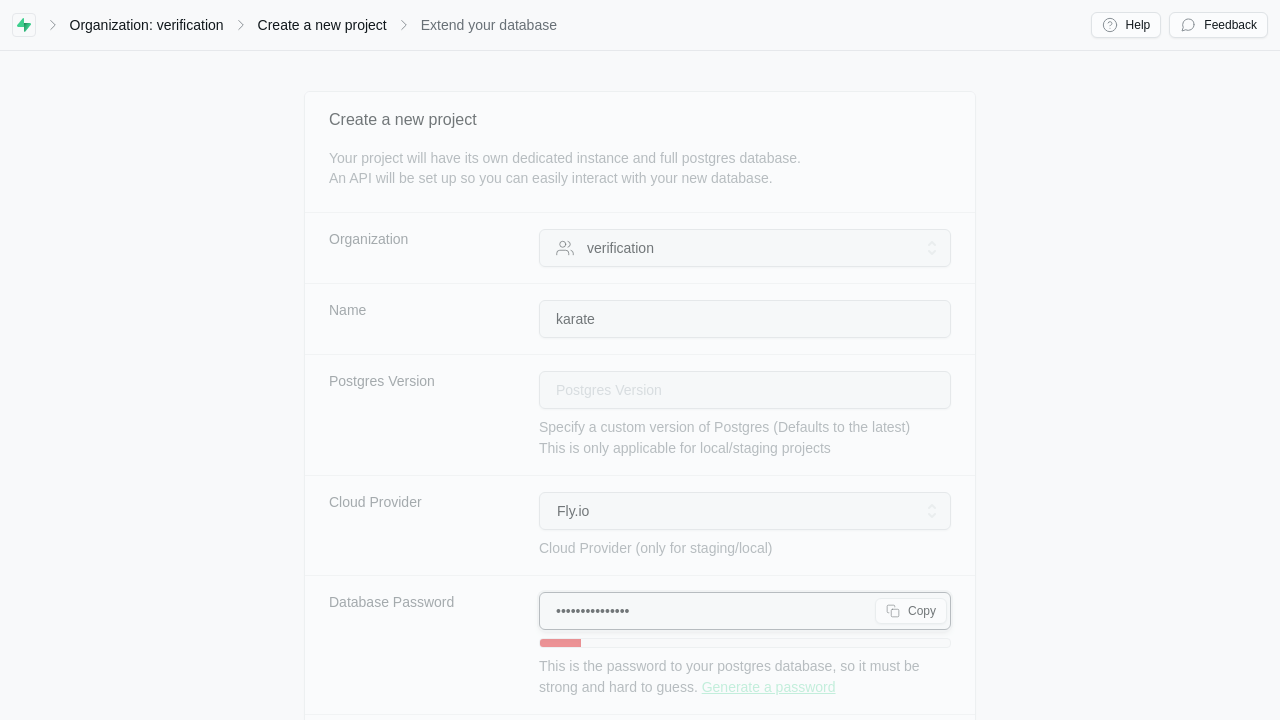 Organization: verification
Create a new project
Extend your database
Help
Feedback
Create a new project
Your project will have its own dedicated instance and full postgres database.
An API will be set up so you can easily interact with your new database.
Organization
verification
Name
karate
Postgres Version
Postgres Version
Specify a custom version of Postgres (Defaults to the latest)
This is only applicable for local/staging projects
Cloud Provider
Fly.io
Cloud Provider (only for staging/local)
Database Password
•••••••••••••••
Copy
This is the password to your postgres database, so it must be
strong and hard to guess. Generate a password